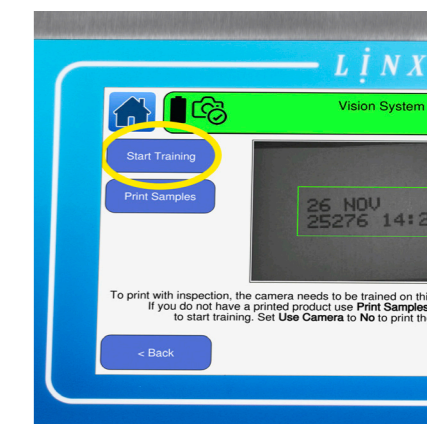 LINX
Vision System
Start Training
Print Samples
26 NOV
25276 14:2
To print with inspection, the camera needs to be trained on
If you do not have a printed product use Print Samples
to start training. Set Use Camera to No to print
< Back